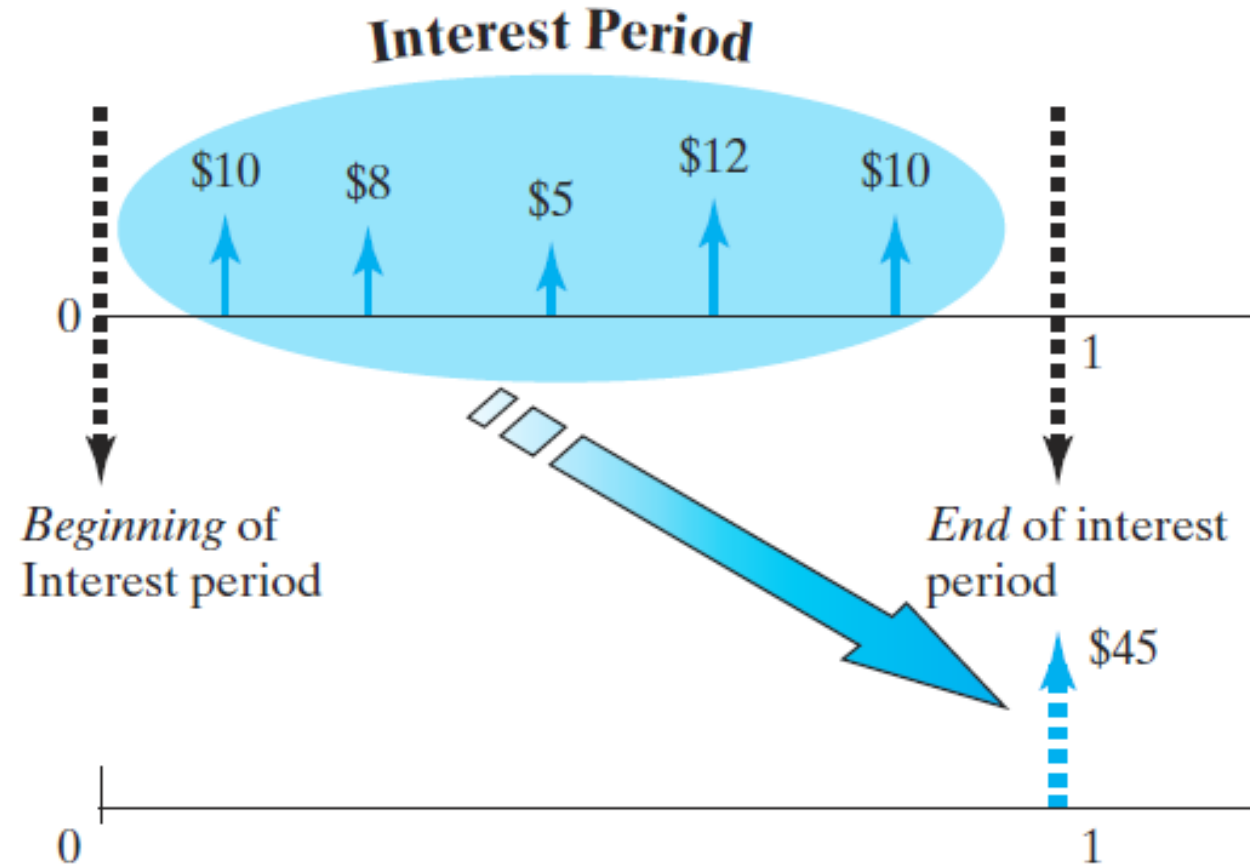 Interest Period
$10
$8
$5
$12
$10
0
1
Beginning of
Interest period
End of interest
period
$45
0
1